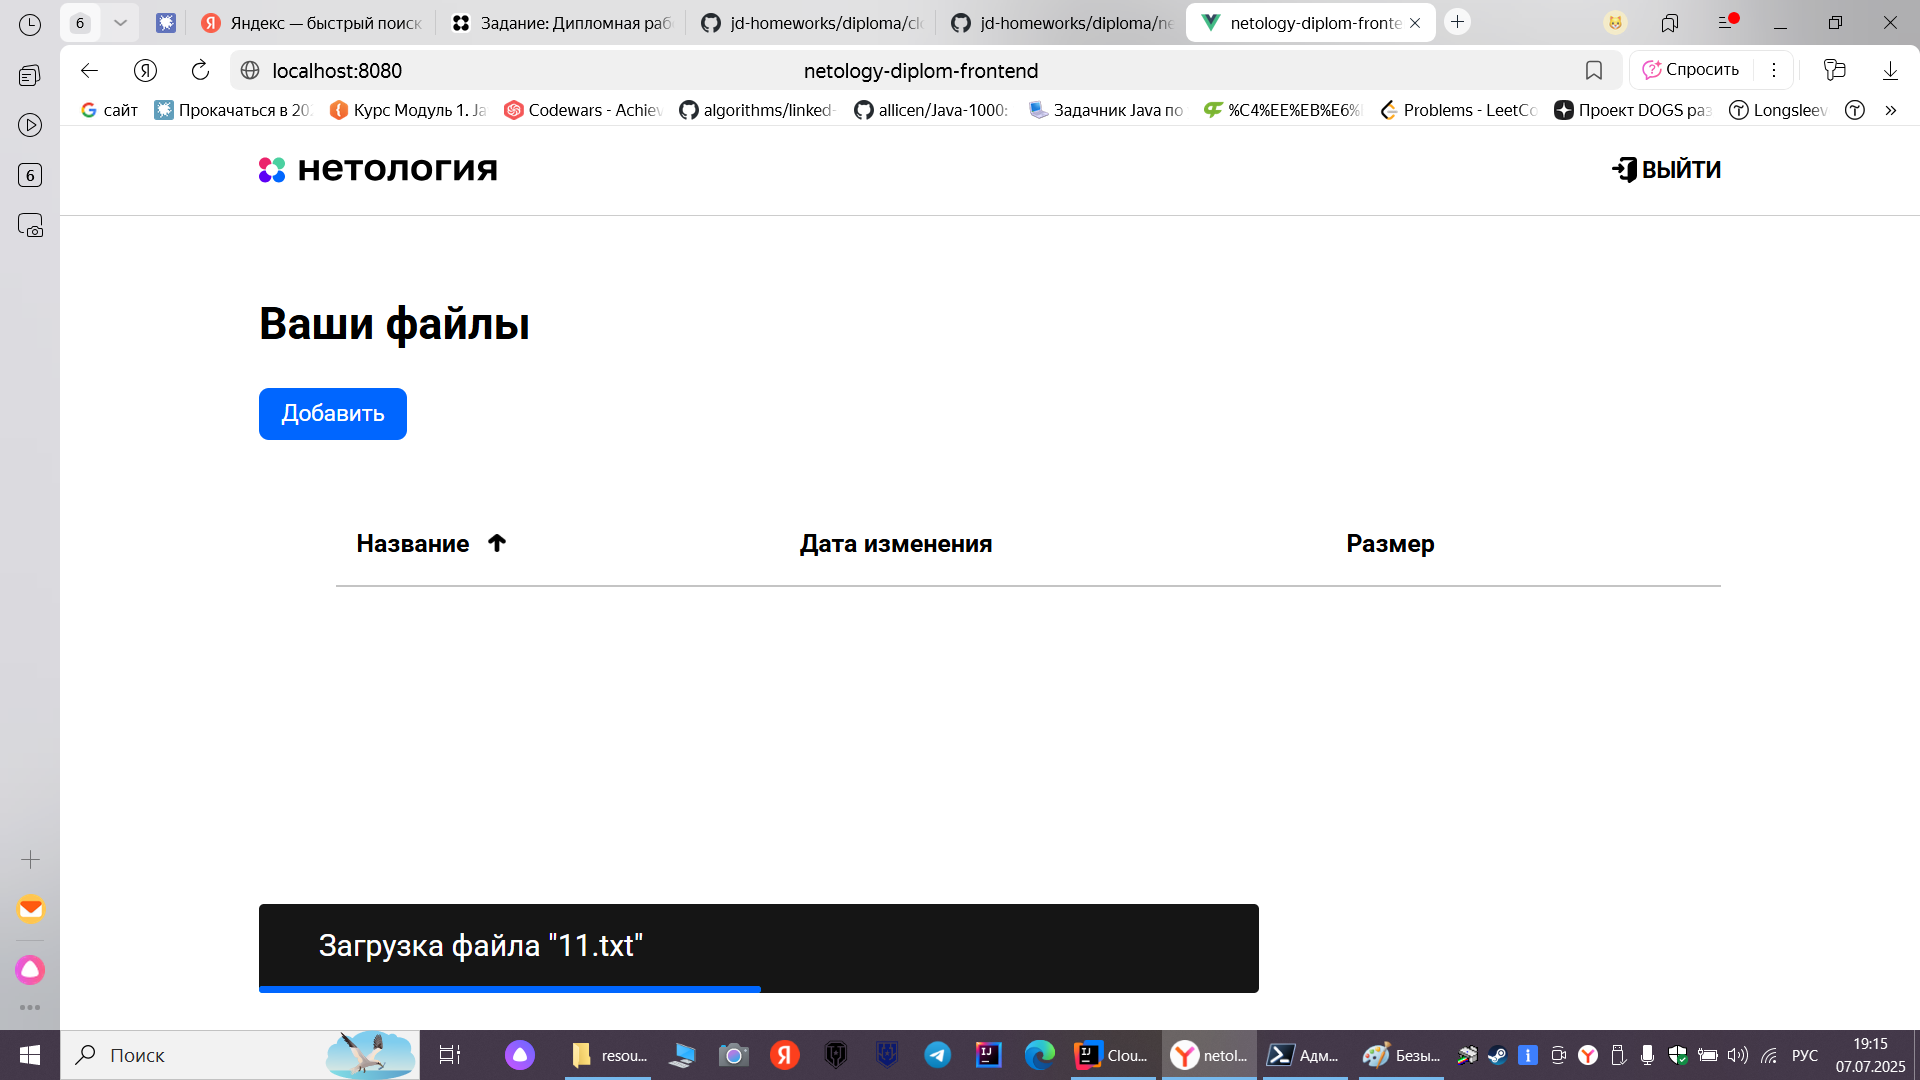 6
Яндекс — быстрый поиск
Задание: Дипломная раб
jd-homeworks/diploma/clo
jd-homeworks/diploma/ne
netology-diplom-fronte
localhost:8080
netology-diplom-frontend
Спросить
сайт
Прокачаться в 202
Курс Модуль 1. Ja
Codewars - Achiev
algorithms/linked-
allicen/Java-1000:
Задачник Java по
%C4%EE%EB%E6%
Problems - LeetCo
Проект DOGS раз
Longsleev
6
нетология
ВЫЙТИ
Ваши файлы
Добавить
Название
Дата изменения
Размер
Загрузка файла "11.txt"
Поиск
resou...
Clou...
netol...
Адм...
Безы...
РУС
19:15
07.07.2025